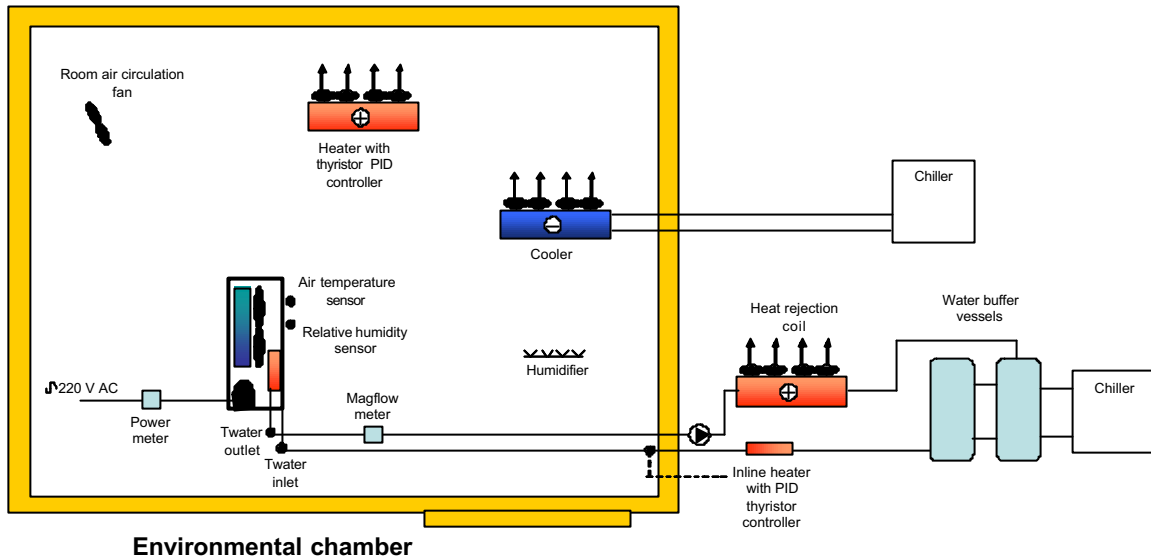 Room air circulation
fan
Heater with
thyristor PID
controller
Chiller
Cooler
Air temperature
sensor
Relative humidity
sensor
Heat rejection
coil
Water buffer
vessels
Humidifier
220 V AC
Power
meter
Magflow
meter
Chiller
Twater
outlet
Twater
inlet
Inline heater
with PID
thyristor
controller
Environmental chamber